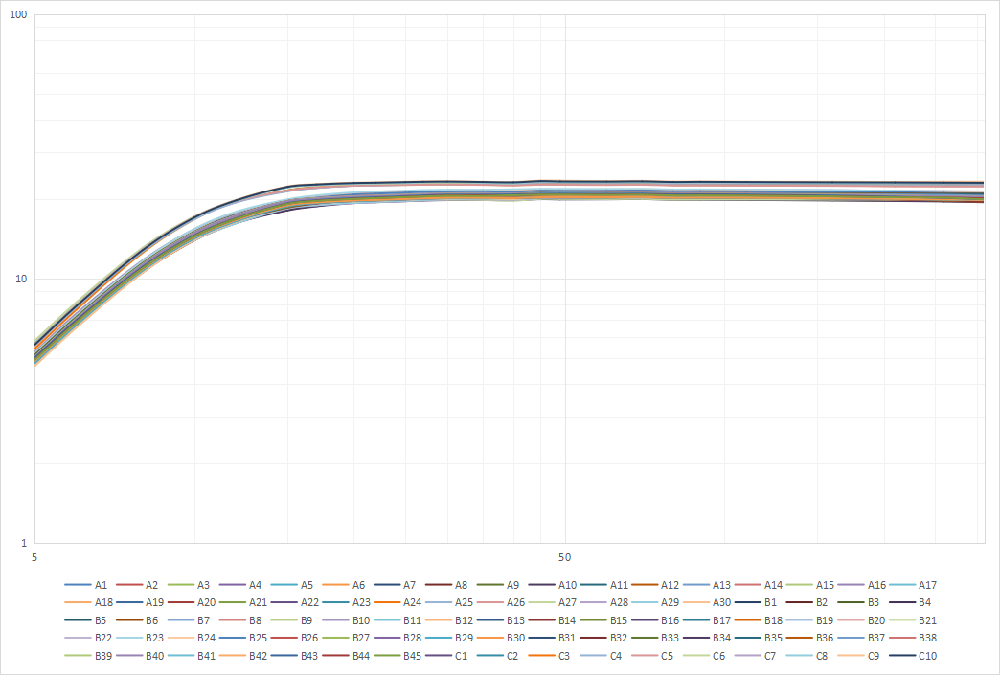 100
10
1
5 50
A1 A2 A3 A4 A5 A6 A7 A8 A9 A10 A11 A12 A13 A14 A15 A16 A17
A18 A19 A20 A21 A22 A23 A24 A25 A26 A27 A28 A29 A30 B1 B2 B3 B4
B5 B6 B7 B8 B9 B10 B11 B12 B13 B14 B15 B16 B17 B18 B19 B20 B21
B22 B23 B24 B25 B26 B27 B28 B29 B30 B31 B32 B33 B34 B35 B36 B37 B38
B39 B40 B41 B42 B43 B44 B45 C1 C2 C3 C4 C5 C6 C7 C8 C9 C10